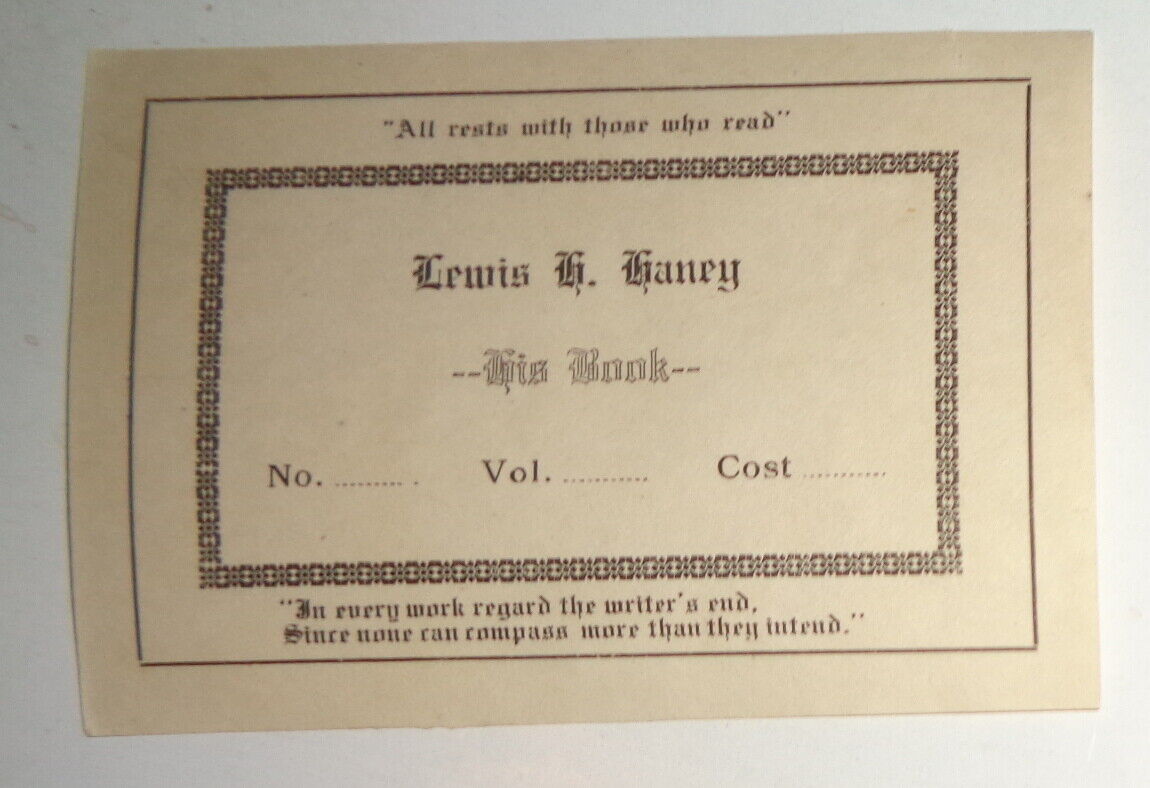 "All rests with those who read"
Lewis H. Haney
--His Book--
No. .......... Vol. ........... Cost ...........
"In every work regard the writer's end,
Since none can compass more than they intend."